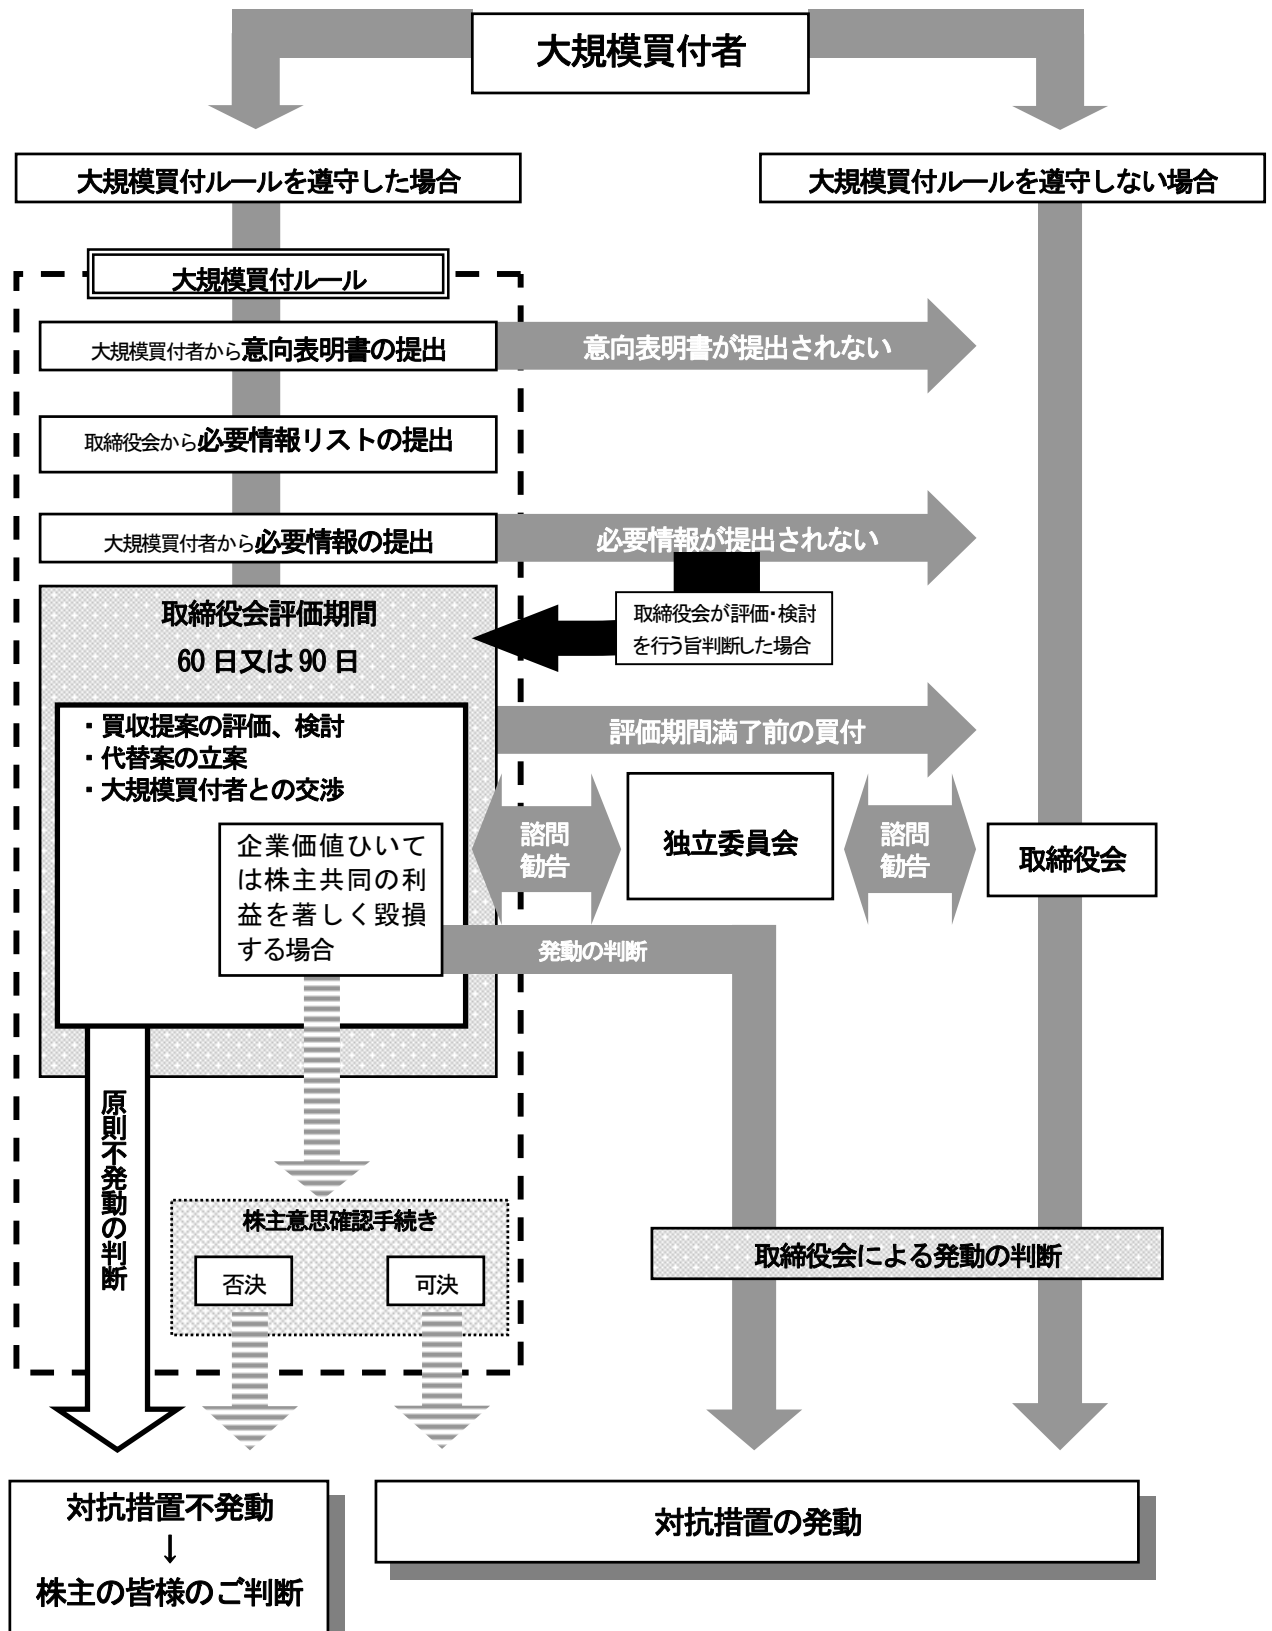 大規模買付者
大規模買付ルールを遵守した場合
大規模買付ルールを遵守しない場合
大規模買付ルール
大規模買付者から意向表明書の提出
意向表明書が提出されない
取締役会から必要情報リストの提出
大規模買付者から必要情報の提出
必要情報が提出されない
取締役会が評価・検討
を行う旨判断した場合
取締役会評価期間
60日又は90日
・買収提案の評価、検討
・代替案の立案
・大規模買付者との交渉
評価期間満了前の買付
企業価値ひいて
は株主共同の利
益を著しく毀損
する場合
諮問
勧告
独立委員会
諮問
勧告
取締役会
発動の判断
原則不発動の判断
株主意思確認手続き
否決
可決
取締役会による発動の判断
対抗措置不発動
↓
株主の皆様のご判断
対抗措置の発動